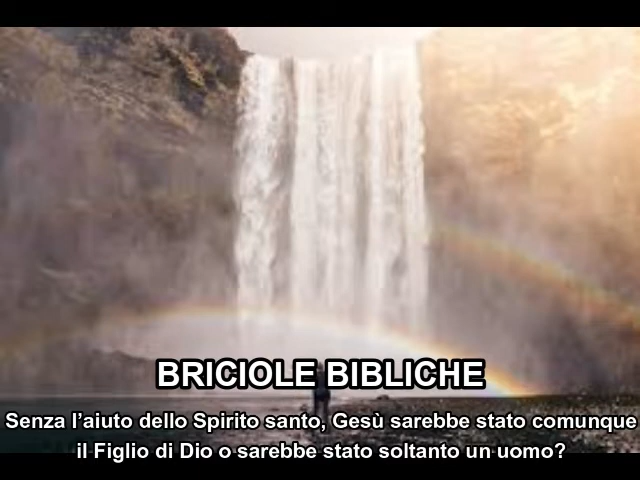 BRICIOLE BIBLICHE
Senza l’aiuto dello Spirito santo, Gesù sarebbe stato comunque
il Figlio di Dio o sarebbe stato soltanto un uomo?